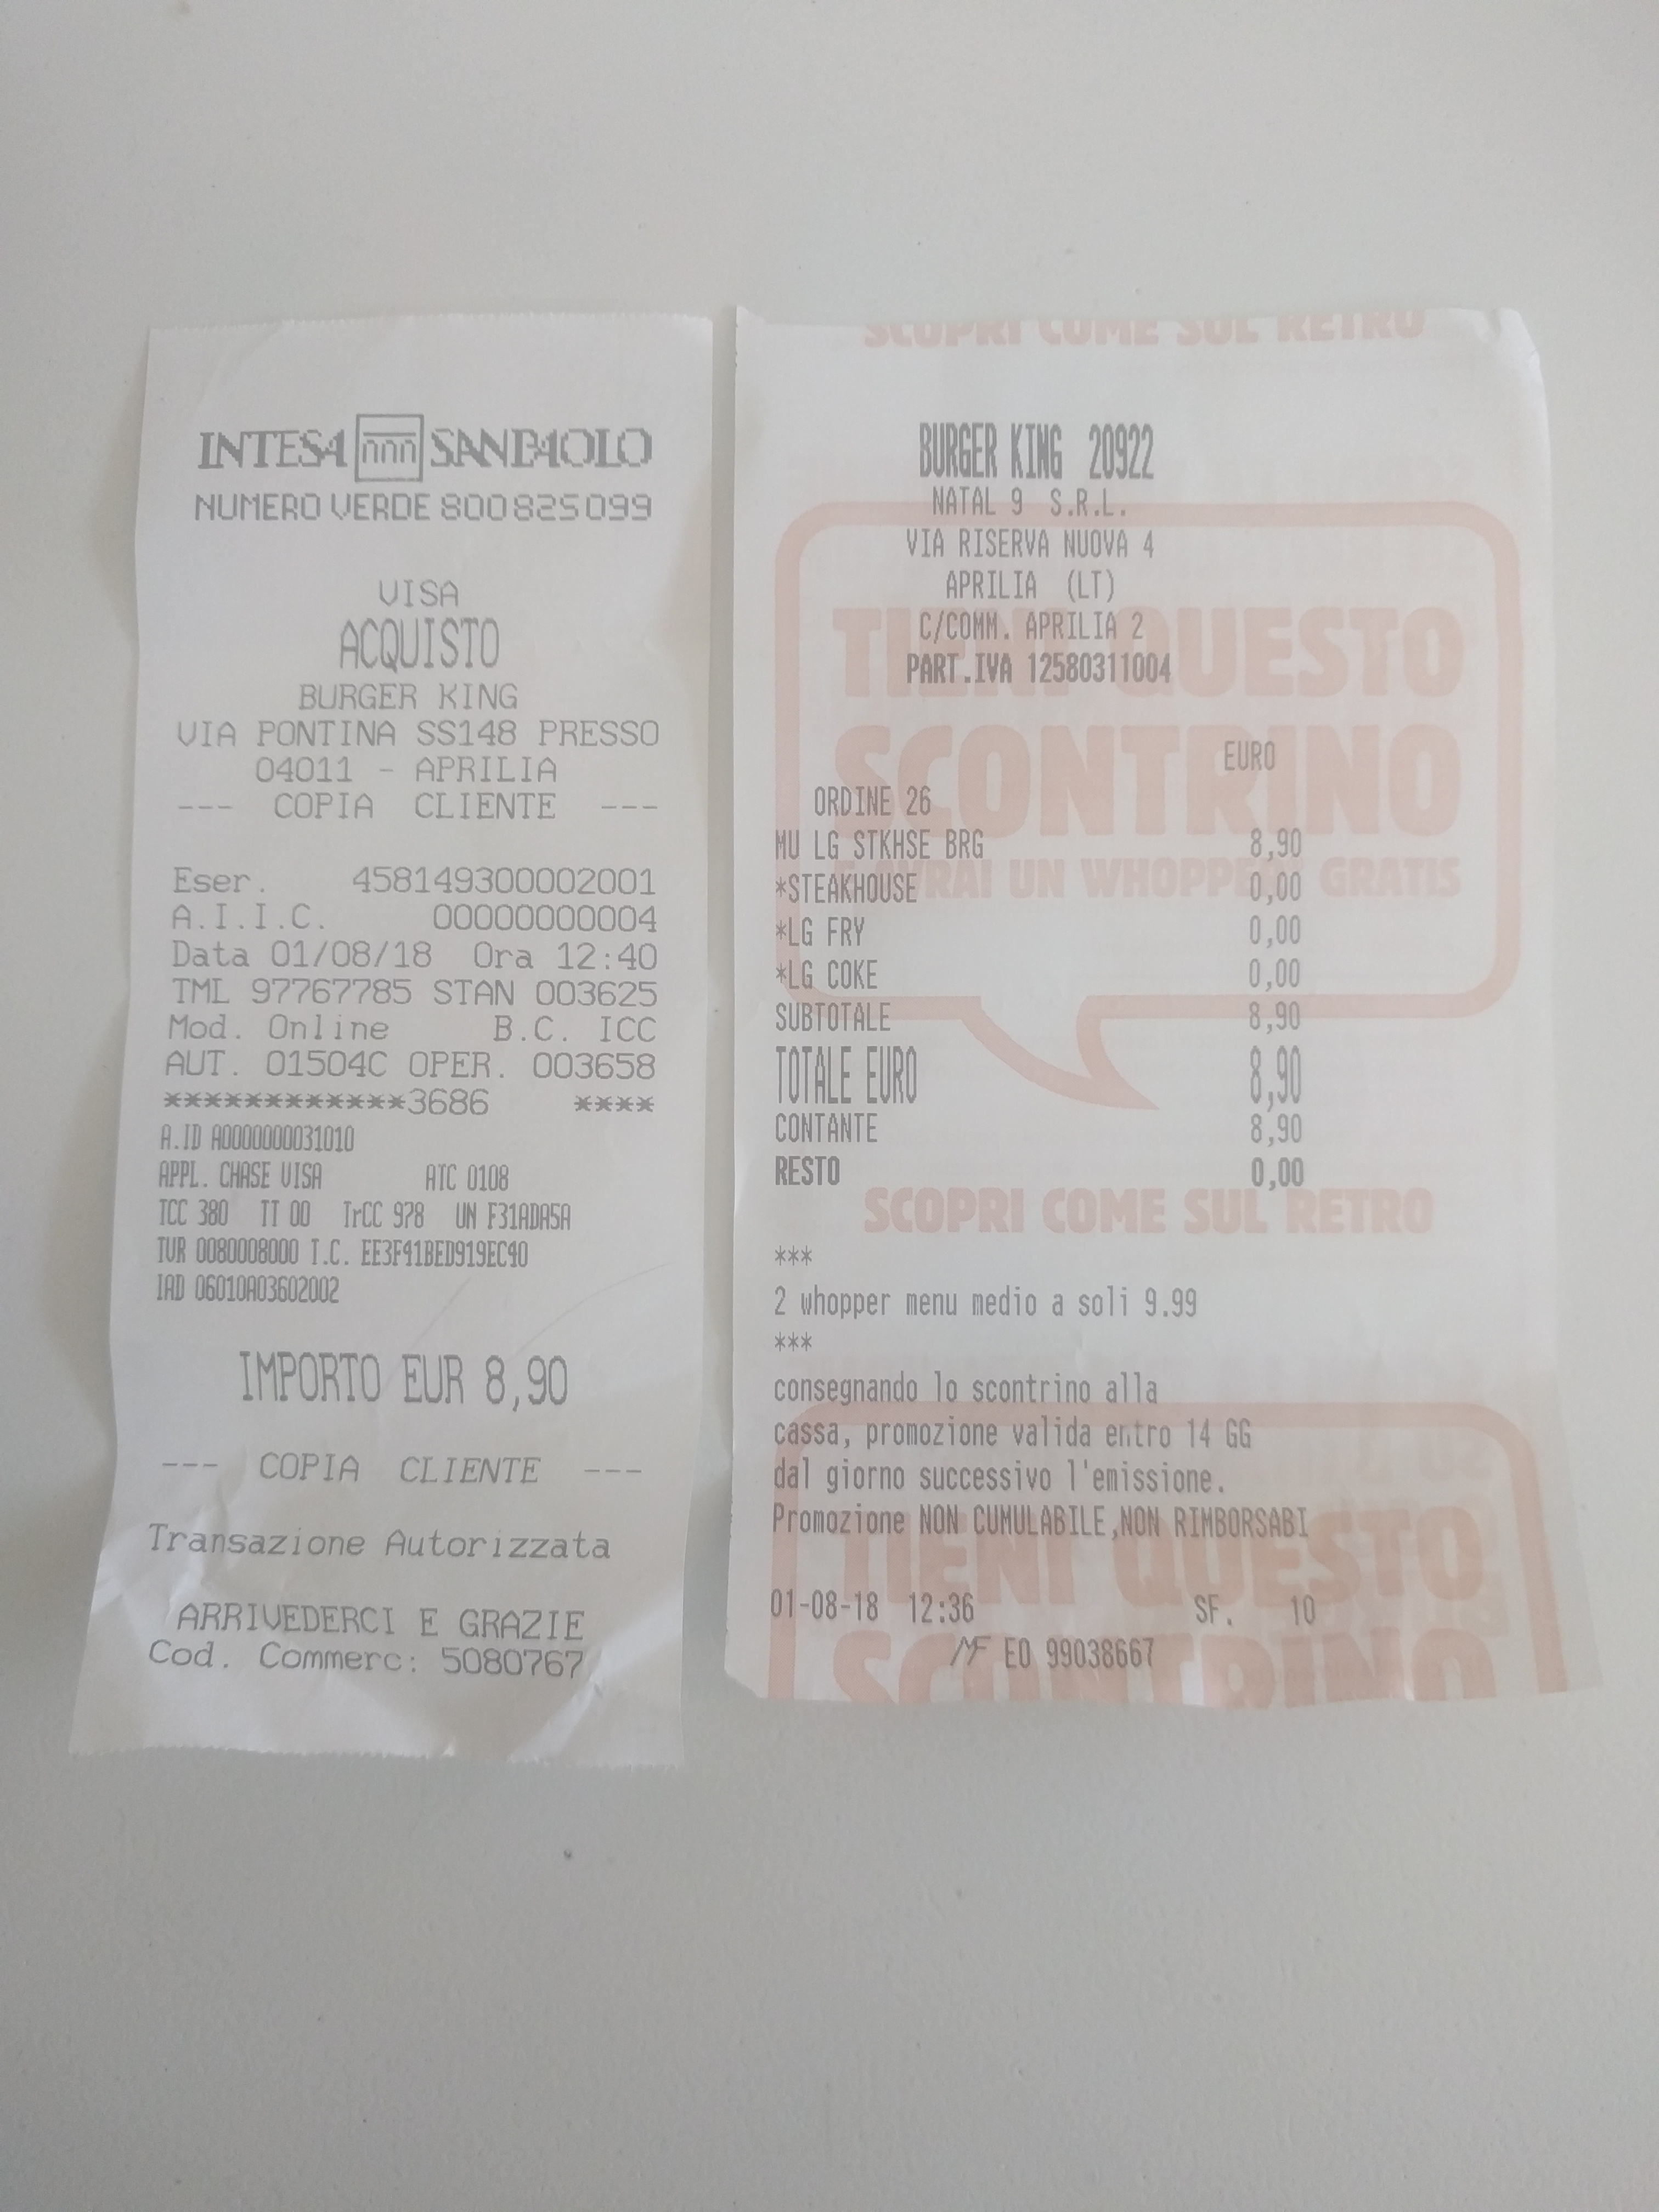 INTESA SANPAOLO
NUMERO VERDE 800825099
VISA
ACQUISTO
BURGER KING
VIA PONTINA SS148 PRESSO
04011 - APRILIA
--- COPIA CLIENTE ---
Eser. 458149300002001
A.I.I.C. 00000000004
Data 01/08/18 Ora 12:40
TML 97767785 STAN 003625
Mod. Online B.C. ICC
AUT. 01504C OPER. 003658
************3686 ****
A.ID A0000000031010
APPL. CHASE VISA ATC 0108
TCC 380 TT 00 TrCC 978 UN F31ADA5A
TVR 0080008000 T.C. EE3F41BED919EC40
IAD 06010A03602002
IMPORTO EUR 8,90
--- COPIA CLIENTE ---
Transazione Autorizzata
ARRIVEDERCI E GRAZIE
Cod. Commerc: 5080767
SCOPRI COME SUL RETRO
BURGER KING 20922
NATAL 9 S.R.L.
VIA RISERVA NUOVA 4
APRILIA (LT)
C/COMM. APRILIA 2
PART.IVA 12580311004
TIENI QUESTO
SCONTRINO
E AVRAI UN WHOPPER GRATIS
EURO
ORDINE 26
MU LG STKHSE BRG 8,90
*STEAKHOUSE 0,00
*LG FRY 0,00
*LG COKE 0,00
SUBTOTALE 8,90
TOTALE EURO 8,90
CONTANTE 8,90
RESTO 0,00
SCOPRI COME SUL RETRO
***
2 whopper menu medio a soli 9.99
***
consegnando lo scontrino alla
cassa, promozione valida entro 14 GG
dal giorno successivo l'emissione.
Promozione NON CUMULABILE,NON RIMBORSABI
TIENI QUESTO
01-08-18 12:36 SF. 10
MF EO 99038667
SCONTRINO